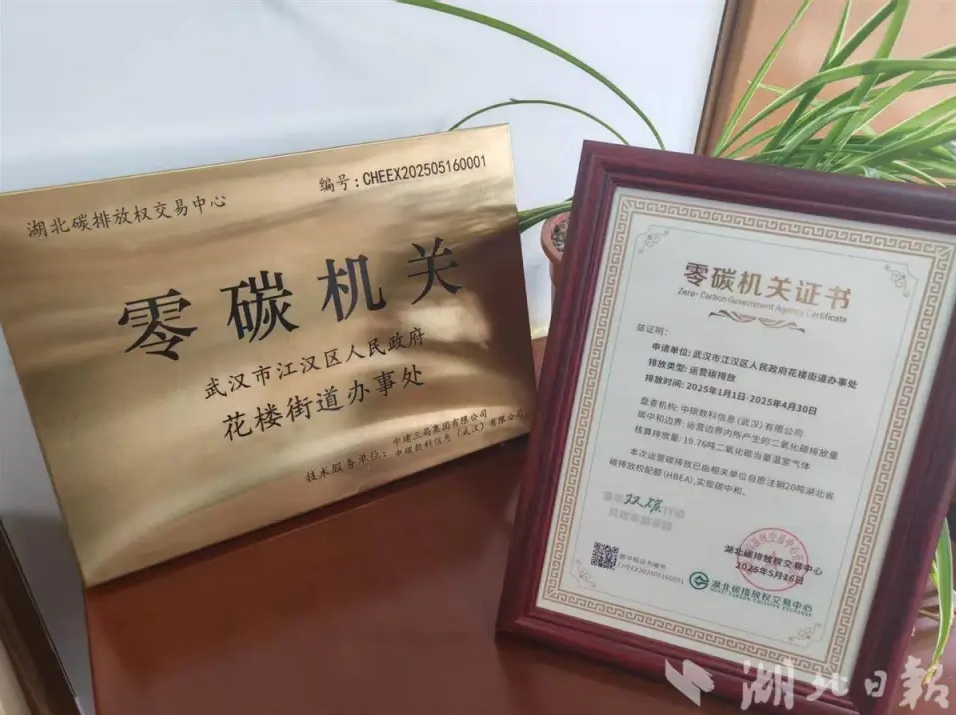 湖北碳排放权交易中心
编号:CHEEX202505160001
零碳机关
武汉市江汉区人民政府
花楼街道办事处
技术服务单位:
中建三局集团有限公司
中碳数科信息(武汉)有限公司
零碳机关证书
Zero-Carbon Government Agency Certificate
兹证明:
申请单位: 武汉市江汉区人民政府花楼街道办事处
排放类型: 运营碳排放
排放时间: 2025年1月1日-2025年4月30日
盘查机构: 中碳数科信息(武汉)有限公司
碳中和边界: 运营边界内所产生的二氧化碳排放量
核算排放量: 19.76吨二氧化碳当量温室气体
本次运营碳排放已由相关单位自愿注销20吨湖北省
碳排放权配额(HBEA),实现碳中和。
双碳行动
碳中和证书编号
CHEEX202505160001
湖北碳排放权交易中心
2025年5月16日
湖北碳排放权交易中心
湖北日報